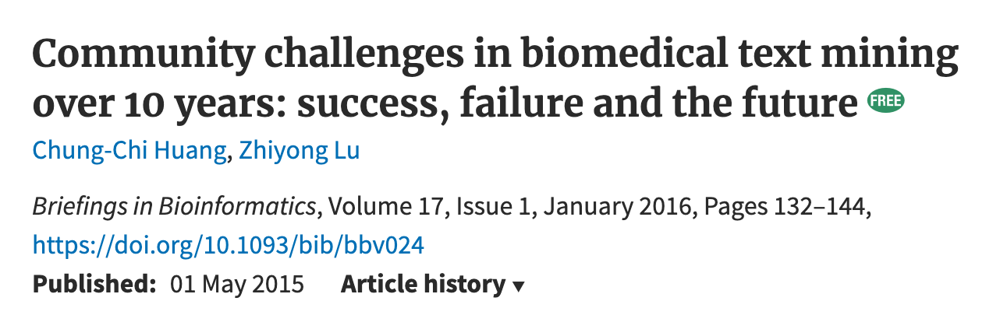 Community challenges in biomedical text mining
over 10 years: success, failure and the future FREE
Chung-Chi Huang, Zhiyong Lu
Briefings in Bioinformatics, Volume 17, Issue 1, January 2016, Pages 132–144,
https://doi.org/10.1093/bib/bbv024
Published: 01 May 2015 Article history ▼